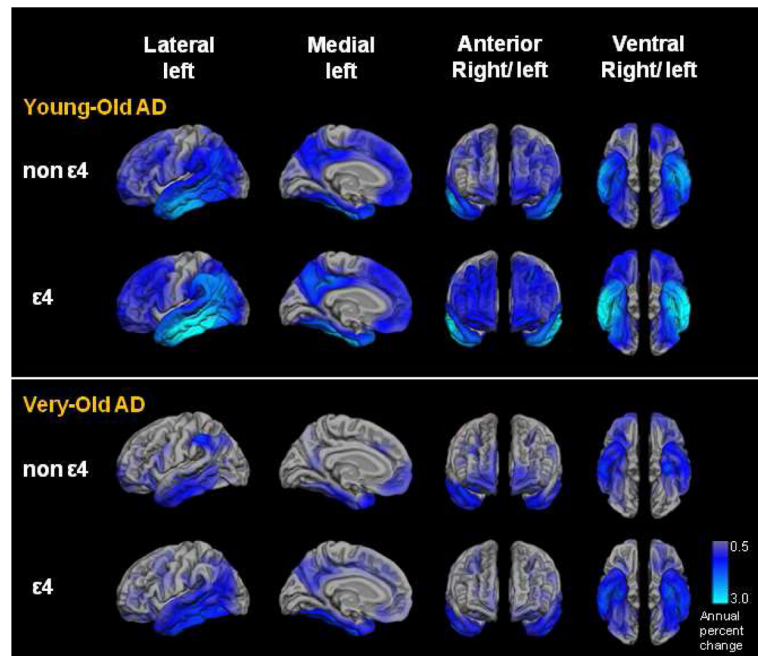 Lateral left
Medial left
Anterior Right/ left
Ventral Right/ left
Young-Old AD
non ε4
ε4
Very-Old AD
non ε4
ε4
0.5
3.0
Annual percent change